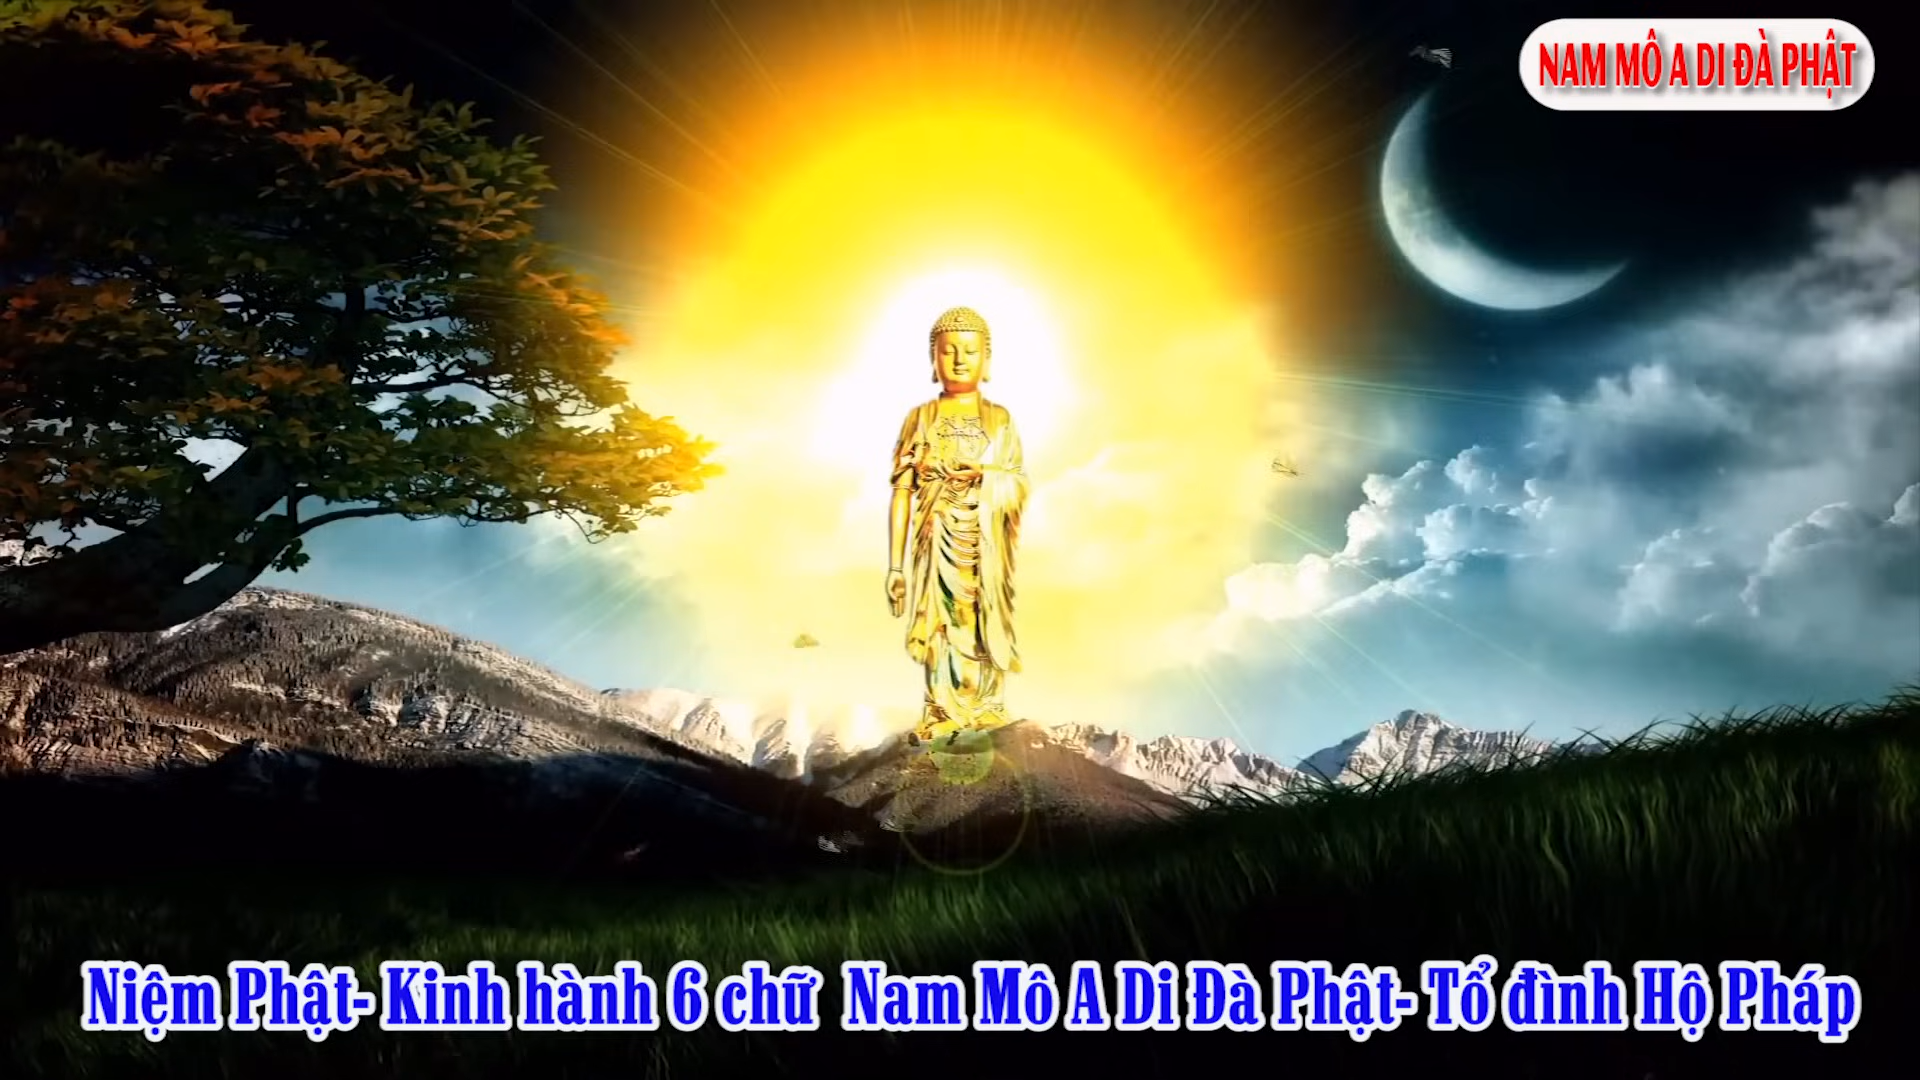 NAM MÔ A DI ĐÀ PHẬT
Niệm Phật- Kinh hành 6 chữ Nam Mô A Di Đà Phật- Tổ đình Hộ Pháp